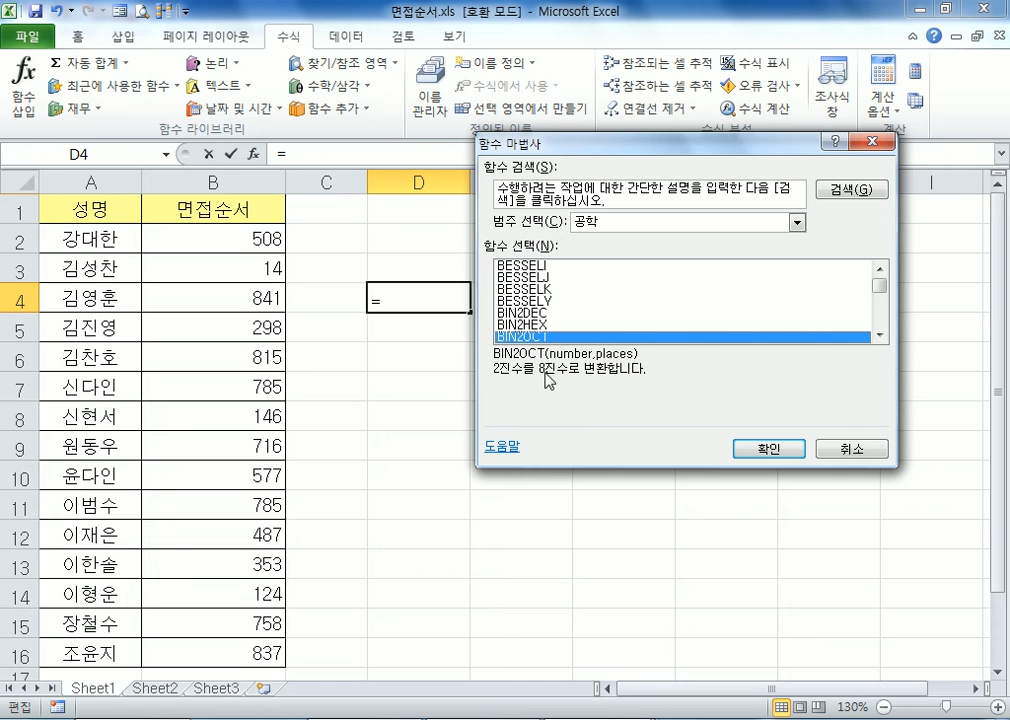 면접순서.xls [호환 모드] - Microsoft Excel
파일 홈 삽입 페이지 레이아웃 수식 데이터 검토 보기
fx 함수 삽입
Σ 자동 합계 논리 찾기/참조 영역
최근에 사용한 함수 텍스트 수학/삼각
재무 날짜 및 시간 함수 추가
함수 라이브러리
이름 관리자
이름 정의
수식에서 사용
선택 영역에서 만들기
정의된 이름
참조되는 셀 추적 수식 표시
참조하는 셀 추적 오류 검사
연결선 제거 수식 계산
조사식 창
수식 분석
계산 옵션
계산
D4 fx =
A B C D I
1 성명 면접순서
2 강대한 508
3 김성찬 14
4 김영훈 841 =
5 김진영 298
6 김찬호 815
7 신다인 785
8 신현서 146
9 원동우 716
10 윤다인 577
11 이범수 785
12 이재은 487
13 이한솔 353
14 이형운 124
15 장철수 758
16 조윤지 837
17
함수 마법사
함수 검색(S):
수행하려는 작업에 대한 간단한 설명을 입력한 다음 [검
색]을 클릭하십시오.
검색(G)
범주 선택(C): 공학
함수 선택(N):
BESSELI
BESSELJ
BESSELK
BESSELY
BIN2DEC
BIN2HEX
BIN2OCT
BIN2OCT(number,places)
2진수를 8진수로 변환합니다.
도움말 확인 취소
Sheet1 Sheet2 Sheet3
편집 130%